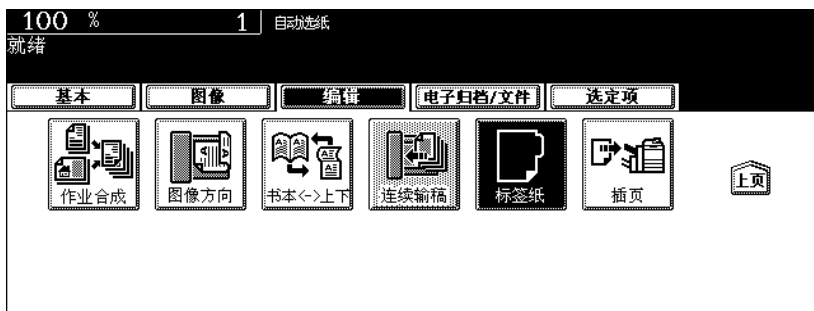 100 % 1 自动选纸
就绪
基本 图像 编辑 电子归档/文件 选定项
作业合成 图像方向 书本<->上下 连续输稿 标签纸 插页 上页